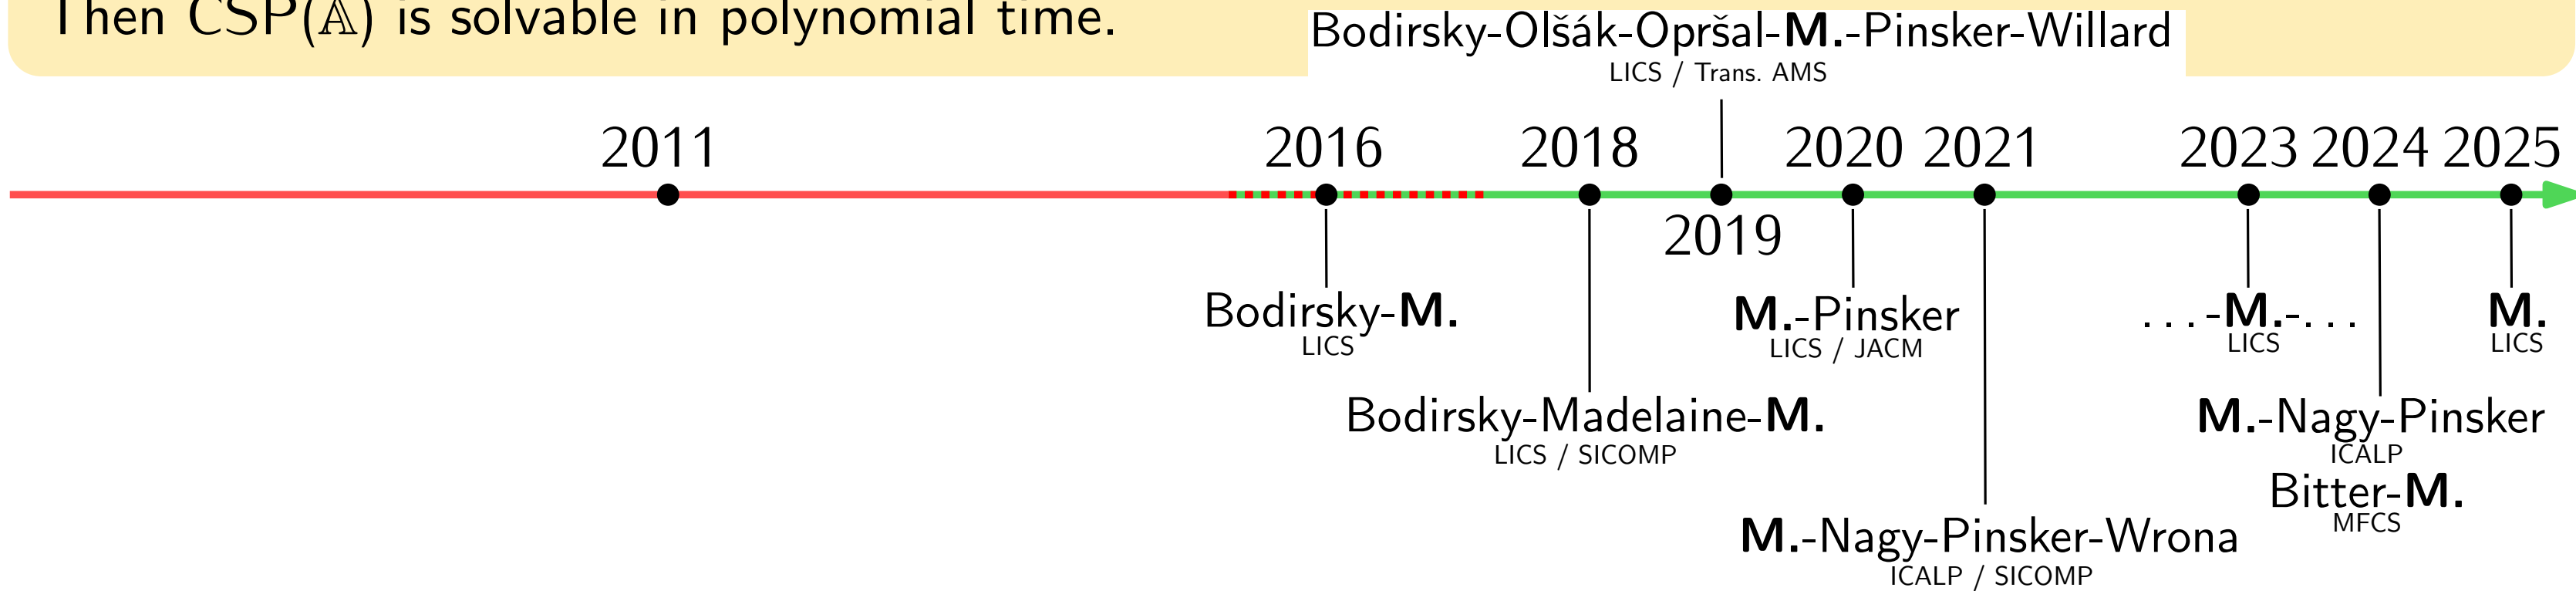 Then CSP(𝔸) is solvable in polynomial time.
Bodirsky-Olšák-Opršal-M.-Pinsker-Willard
LICS / Trans. AMS
2011 2016 2018 2020 2021 2023 2024 2025
2019
Bodirsky-M.
LICS
M.-Pinsker
LICS / JACM
...-M.-...
LICS
M.
LICS
Bodirsky-Madelaine-M.
LICS / SICOMP
M.-Nagy-Pinsker
ICALP
Bitter-M.
MFCS
M.-Nagy-Pinsker-Wrona
ICALP / SICOMP